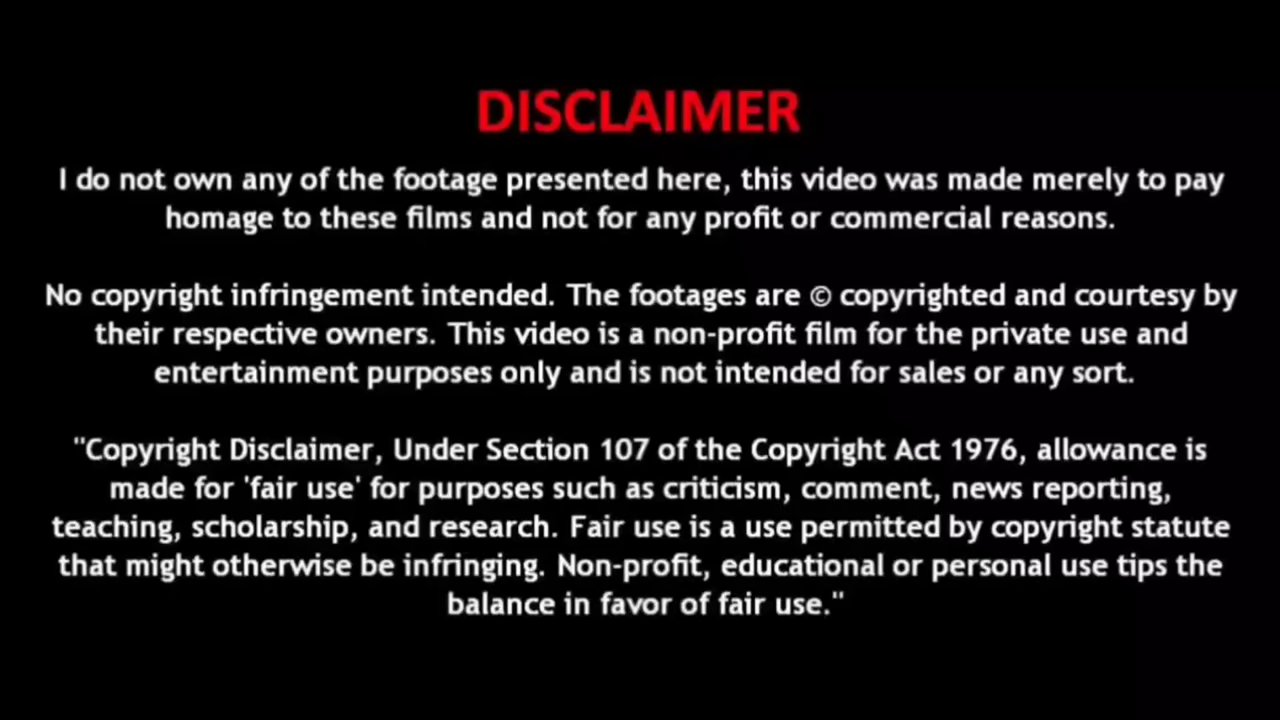 DISCLAIMER
I do not own any of the footage presented here, this video was made merely to pay
homage to these films and not for any profit or commercial reasons.
No copyright infringement intended. The footages are © copyrighted and courtesy by
their respective owners. This video is a non-profit film for the private use and
entertainment purposes only and is not intended for sales or any sort.
"Copyright Disclaimer, Under Section 107 of the Copyright Act 1976, allowance is
made for 'fair use' for purposes such as criticism, comment, news reporting,
teaching, scholarship, and research. Fair use is a use permitted by copyright statute
that might otherwise be infringing. Non-profit, educational or personal use tips the
balance in favor of fair use."